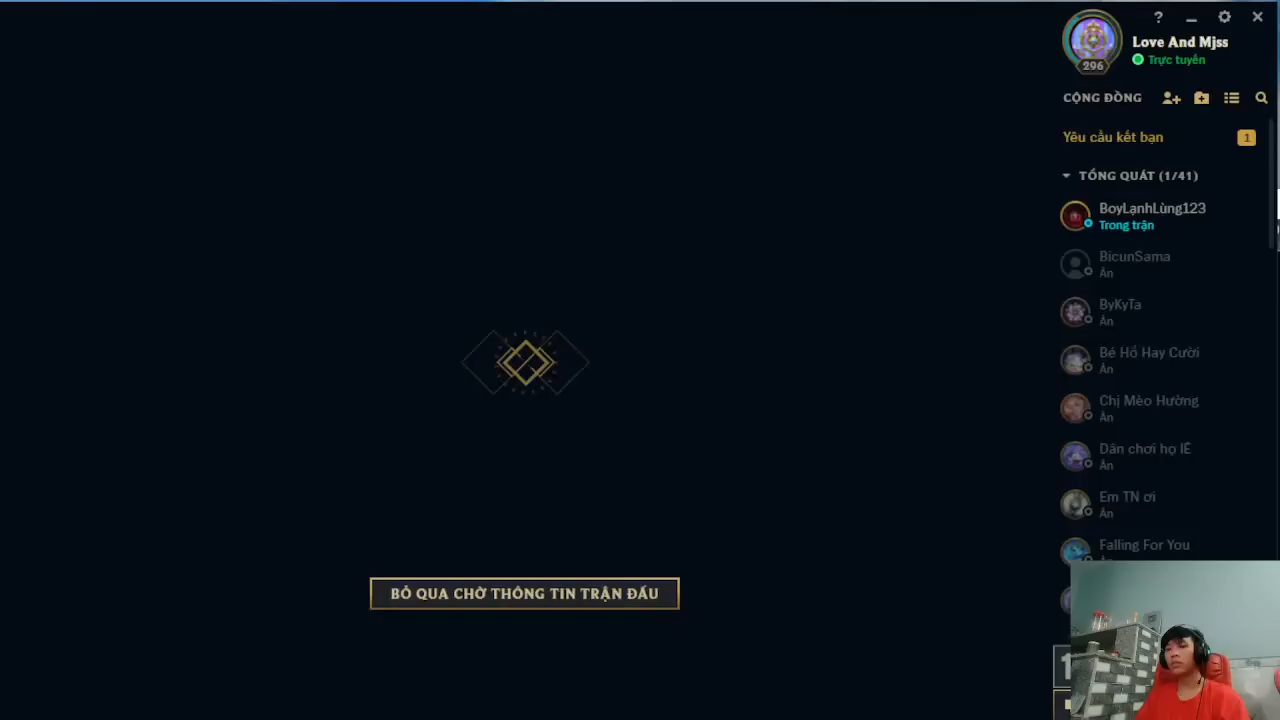 ?
Love And Mjss
296
Trực tuyến
CỘNG ĐỒNG
Yêu cầu kết bạn
1
TỔNG QUÁT (1/41)
BoyLạnhLùng123
Trong trận
BicunSama
Ẩn
ByKyTa
Ẩn
Bé Hổ Hay Cười
Ẩn
Chị Mèo Hường
Ẩn
Dân chơi họ lÊ
Ẩn
Em TN ơi
Ẩn
Falling For You
BỎ QUA CHỜ THÔNG TIN TRẬN ĐẤU